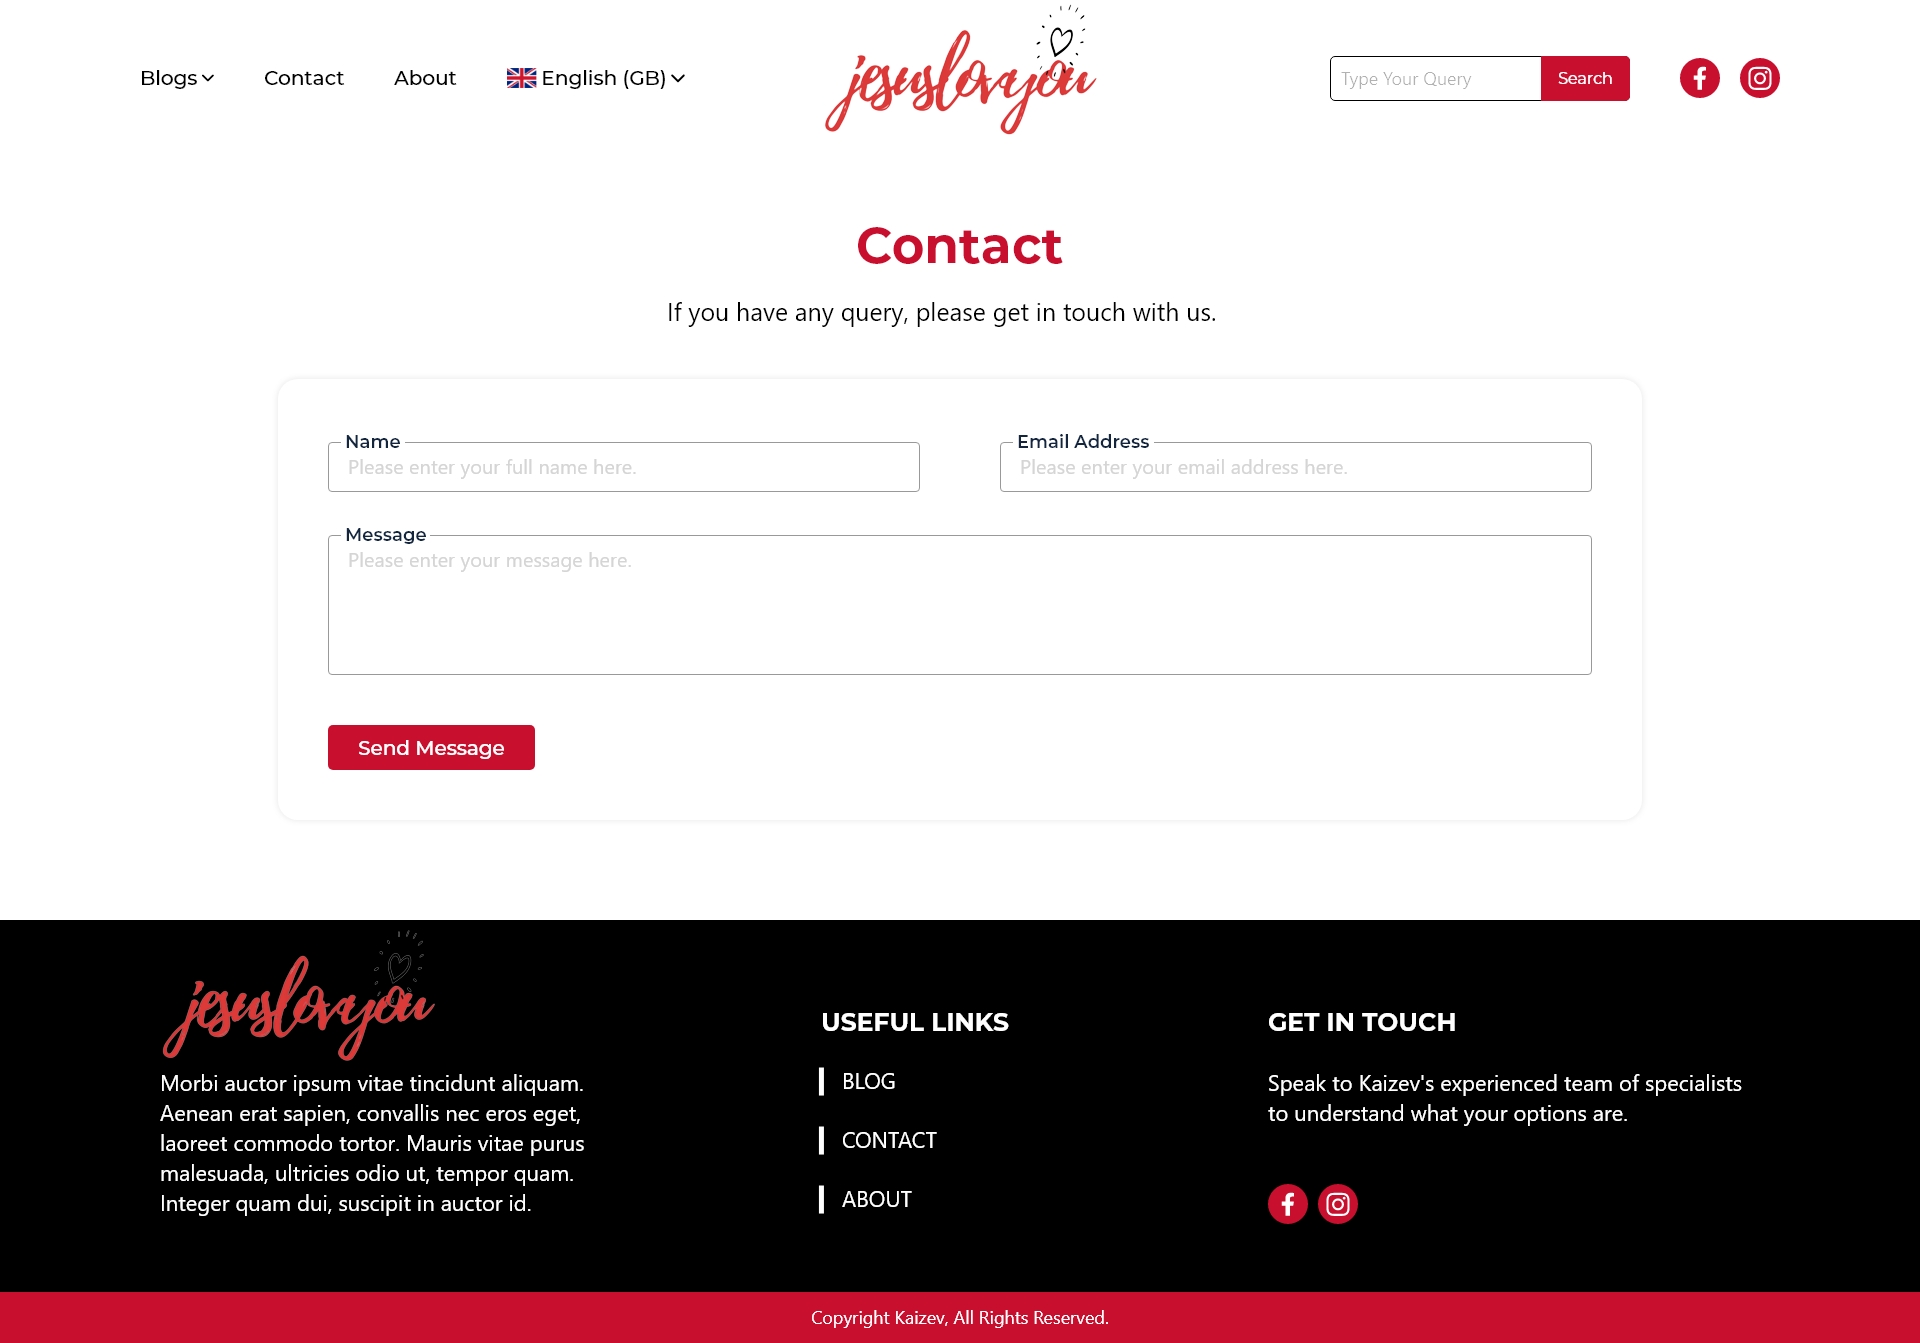 Blogs
Contact
About
English (GB)
jesuslovyou
Type Your Query
Search
Contact
If you have any query, please get in touch with us.
Name
Please enter your full name here.
Email Address
Please enter your email address here.
Message
Please enter your message here.
Send Message
jesuslovyou
Morbi auctor ipsum vitae tincidunt aliquam.
Aenean erat sapien, convallis nec eros eget,
laoreet commodo tortor. Mauris vitae purus
malesuada, ultricies odio ut, tempor quam.
Integer quam dui, suscipit in auctor id.
USEFUL LINKS
BLOG
CONTACT
ABOUT
GET IN TOUCH
Speak to Kaizev's experienced team of specialists
to understand what your options are.
Copyright Kaizev, All Rights Reserved.